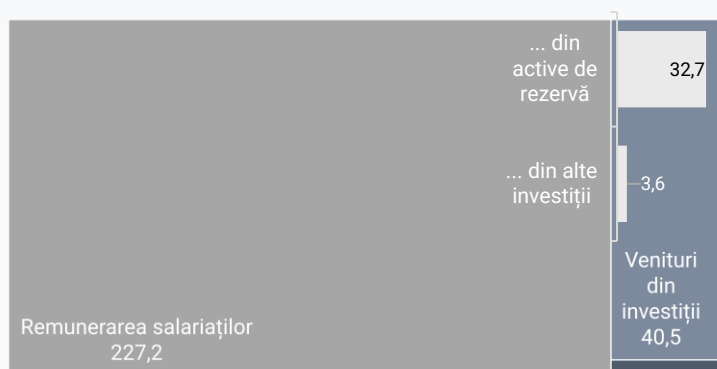 ... din
active de
rezervă
32,7
... din alte
investiții
3,6
Venituri
din
investiții
40,5
Remunerarea salariaților
227,2